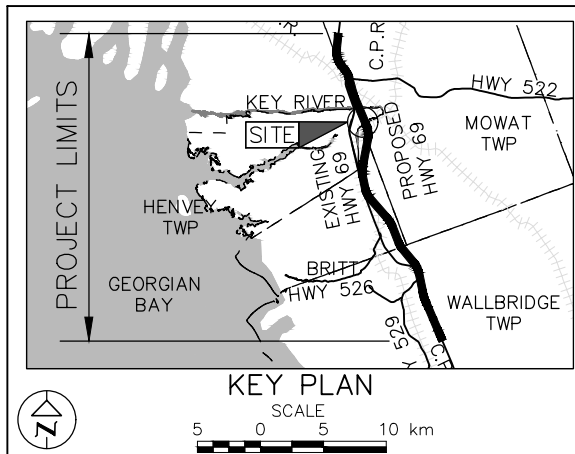 C.P.R.
HWY 522
KEY RIVER
SITE
MOWAT
TWP
PROJECT LIMITS
EXISTING
HWY 69
PROPOSED
HWY 69
HENVEY
TWP
GEORGIAN
BAY
BRITT
HWY 526
WALLBRIDGE
TWP
Y 529
KEY PLAN
SCALE
5 0 5 10 km
N